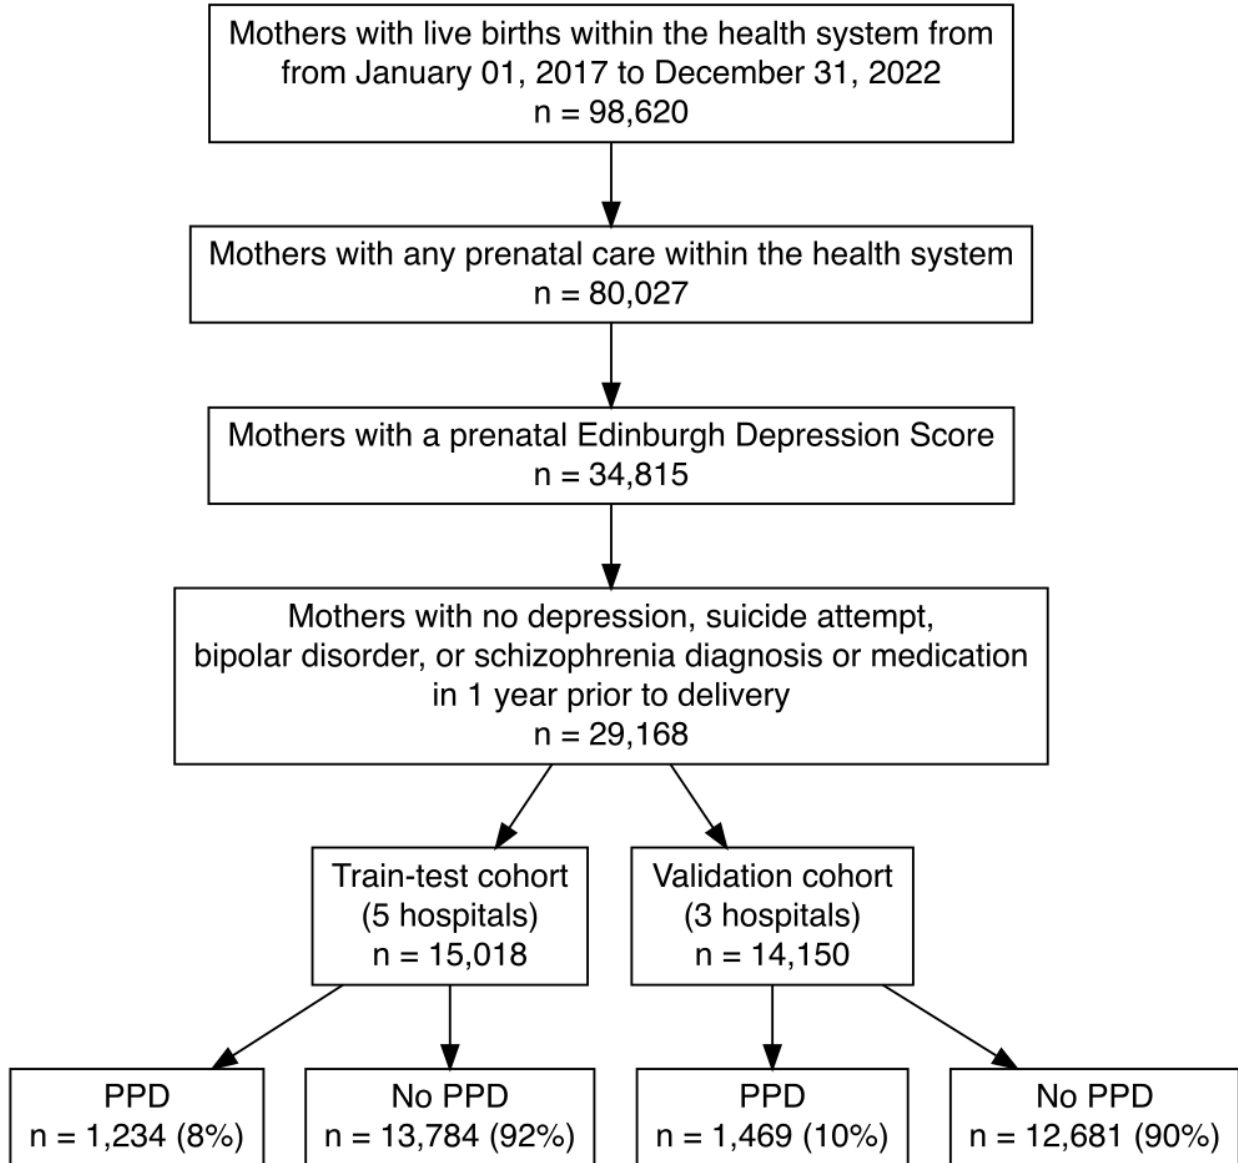 Mothers with live births within the health system from
from January 01, 2017 to December 31, 2022
n = 98,620
Mothers with any prenatal care within the health system
n = 80,027
Mothers with a prenatal Edinburgh Depression Score
n = 34,815
Mothers with no depression, suicide attempt,
bipolar disorder, or schizophrenia diagnosis or medication
in 1 year prior to delivery
n = 29,168
Train-test cohort
(5 hospitals)
n = 15,018
Validation cohort
(3 hospitals)
n = 14,150
PPD
n = 1,234 (8%)
No PPD
n = 13,784 (92%)
PPD
n = 1,469 (10%)
No PPD
n = 12,681 (90%)